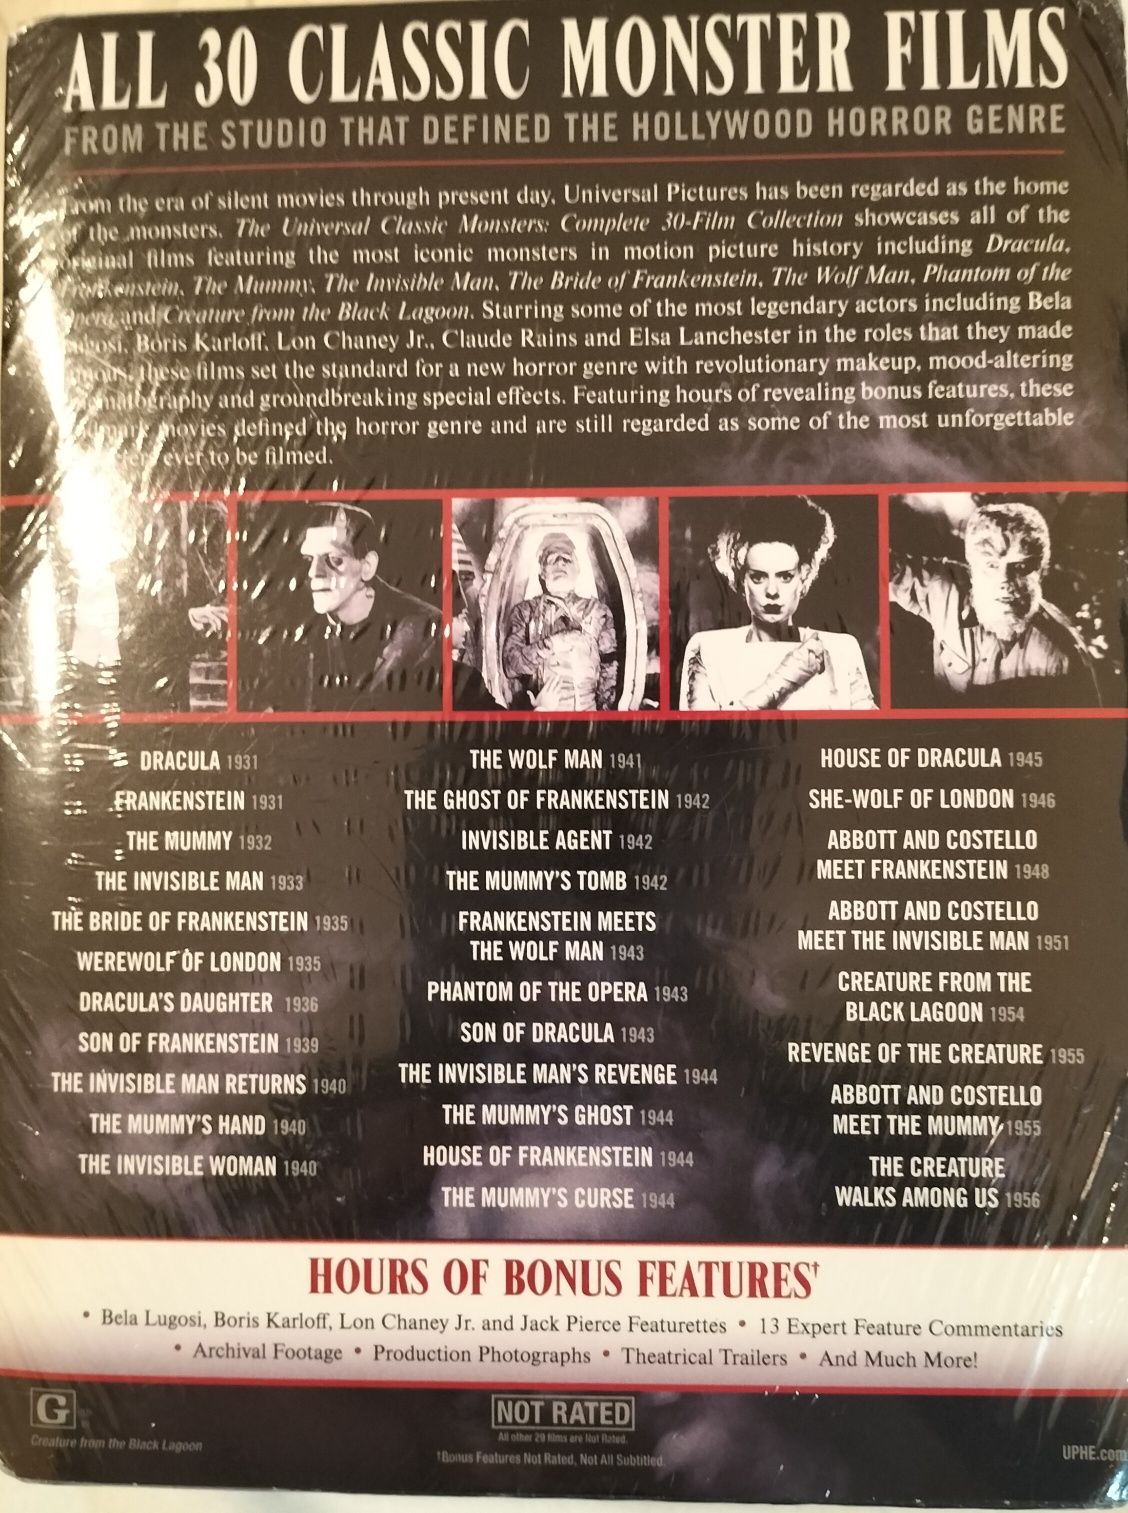 ALL 30 CLASSIC MONSTER FILMS
FROM THE STUDIO THAT DEFINED THE HOLLYWOOD HORROR GENRE
From the era of silent movies through present day, Universal Pictures has been regarded as the home
of the monsters. The Universal Classic Monsters: Complete 30-Film Collection showcases all of the
original films featuring the most iconic monsters in motion picture history including Dracula,
Frankenstein, The Mummy, The Invisible Man, The Bride of Frankenstein, The Wolf Man, Phantom of the
Opera and Creature from the Black Lagoon. Starring some of the most legendary actors including Bela
Lugosi, Boris Karloff, Lon Chaney Jr., Claude Rains and Elsa Lanchester in the roles that they made
these films set the standard for a new horror genre with revolutionary makeup, mood-altering
and groundbreaking special effects. Featuring hours of revealing bonus features, these
movies defined the horror genre and are still regarded as some of the most unforgettable
ever to be filmed.
DRACULA 1931
FRANKENSTEIN 1931
THE MUMMY 1932
THE INVISIBLE MAN 1933
THE BRIDE OF FRANKENSTEIN 1935
WEREWOLF OF LONDON 1935
DRACULA'S DAUGHTER 1936
SON OF FRANKENSTEIN 1939
THE INVISIBLE MAN RETURNS 1940
THE MUMMY'S HAND 1940
THE INVISIBLE WOMAN 1940
THE WOLF MAN 1941
THE GHOST OF FRANKENSTEIN 1942
INVISIBLE AGENT 1942
THE MUMMY'S TOMB 1942
FRANKENSTEIN MEETS
THE WOLF MAN 1943
PHANTOM OF THE OPERA 1943
SON OF DRACULA 1943
THE INVISIBLE MAN'S REVENGE 1944
THE MUMMY'S GHOST 1944
HOUSE OF FRANKENSTEIN 1944
THE MUMMY'S CURSE 1944
HOUSE OF DRACULA 1945
SHE-WOLF OF LONDON 1946
ABBOTT AND COSTELLO
MEET FRANKENSTEIN 1948
ABBOTT AND COSTELLO
MEET THE INVISIBLE MAN 1951
CREATURE FROM THE
BLACK LAGOON 1954
REVENGE OF THE CREATURE 1955
ABBOTT AND COSTELLO
MEET THE MUMMY 1955
THE CREATURE
WALKS AMONG US 1956
HOURS OF BONUS FEATURES†
• Bela Lugosi, Boris Karloff, Lon Chaney Jr. and Jack Pierce Featurettes • 13 Expert Feature Commentaries
• Archival Footage • Production Photographs • Theatrical Trailers • And Much More!
G
Creature from the Black Lagoon
NOT RATED
All other 29 films are Not Rated.
†Bonus Features Not Rated, Not All Subtitled.
UPHE.com